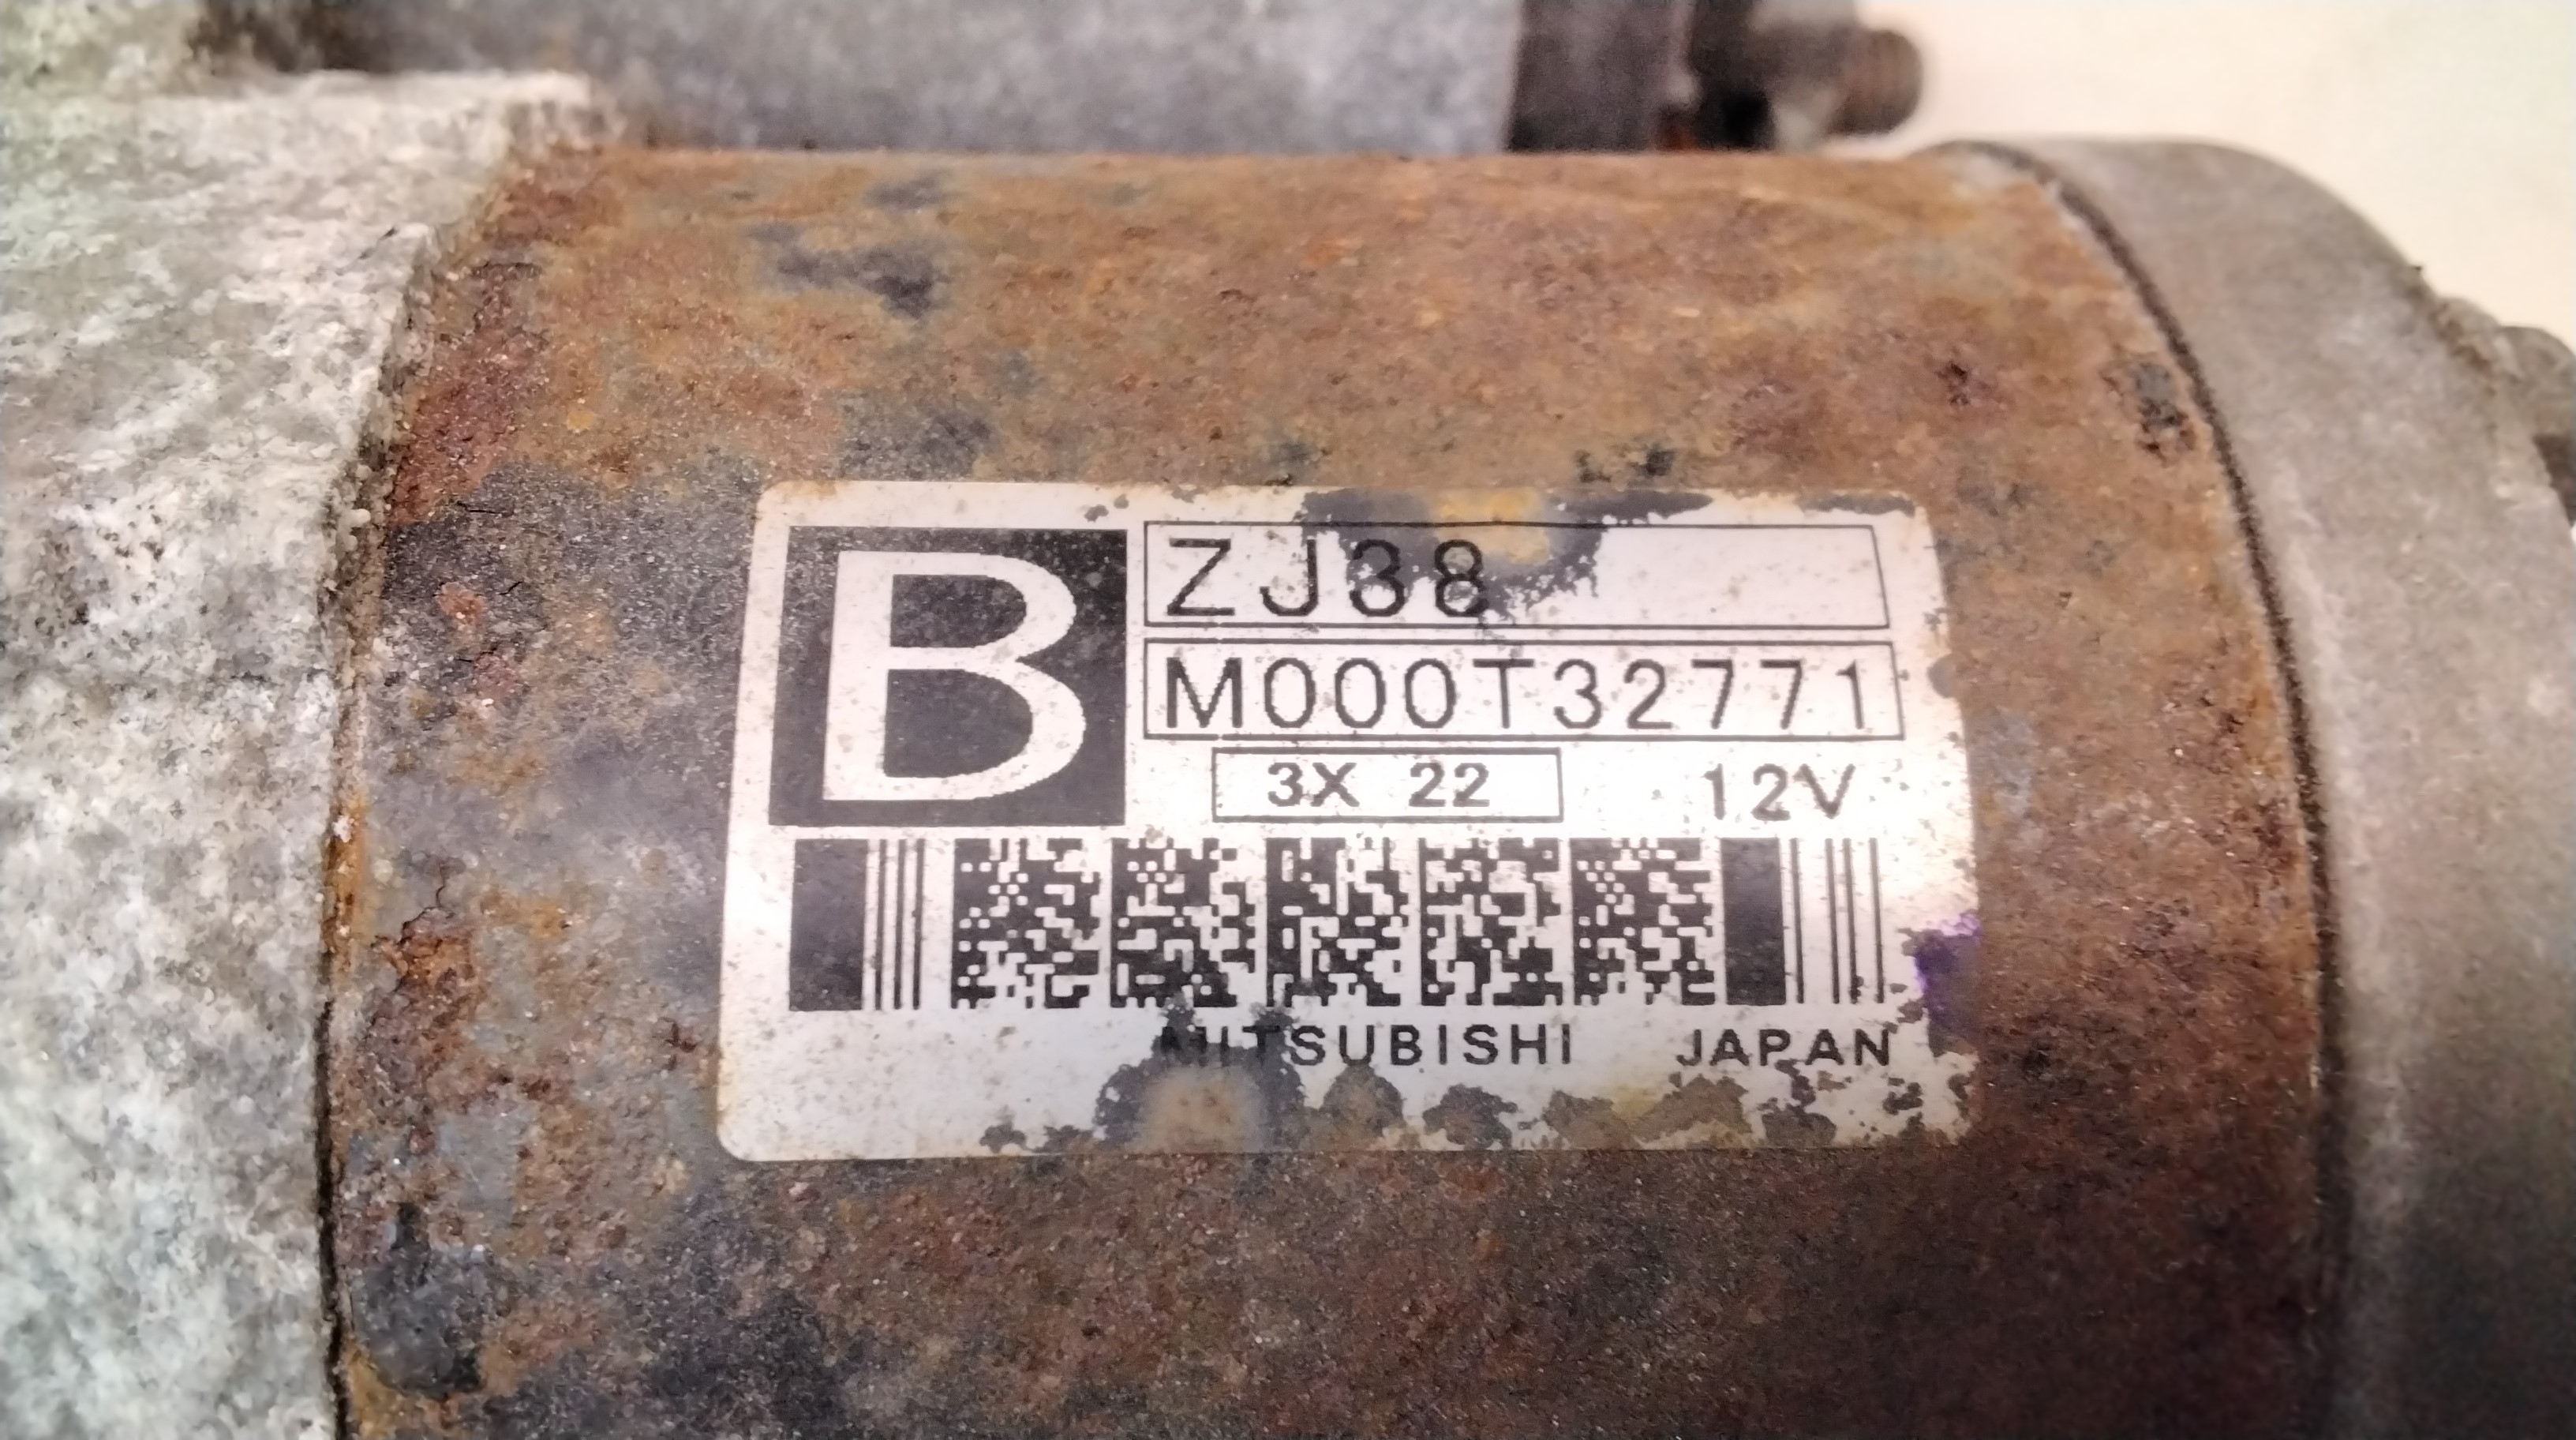 B
ZJ38
M000T32771
3X 22 12V
MITSUBISHI JAPAN